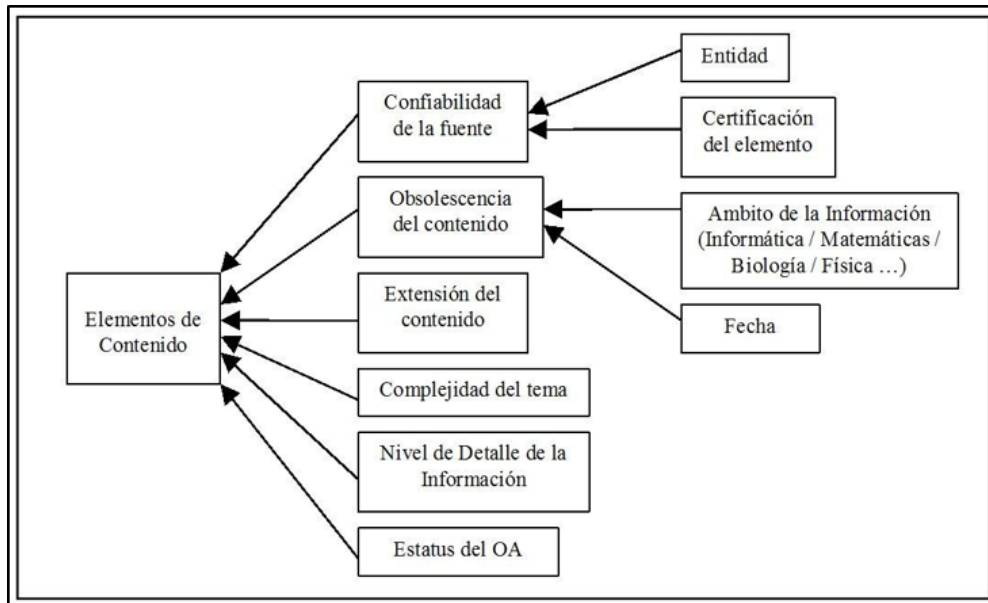 Entidad
Confiabilidad
de la fuente
Certificación
del elemento
Obsolescencia
del contenido
Ambito de la Información
(Informática / Matemáticas /
Biología / Física ...)
Elementos de
Contenido
Extensión del
contenido
Fecha
Complejidad del tema
Nivel de Detalle de la
Información
Estatus del OA